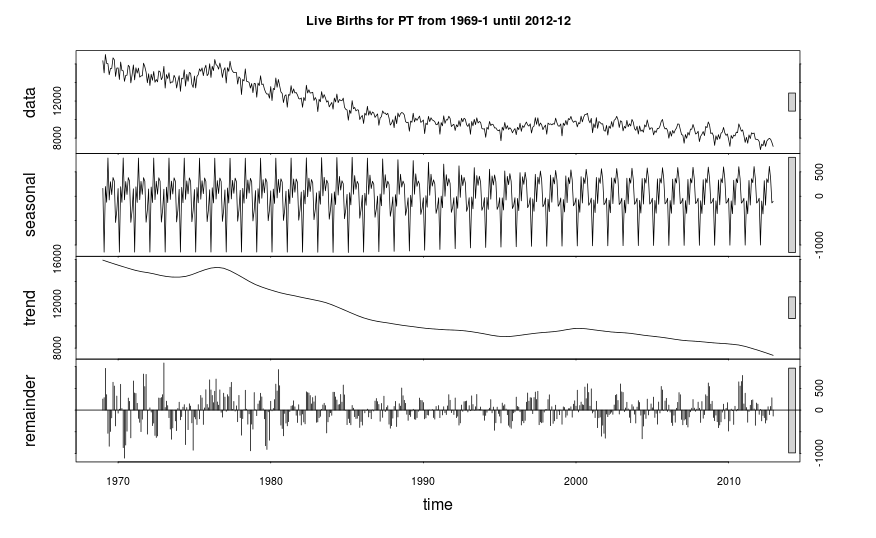 Live Births for PT from 1969-1 until 2012-12
data
8000 12000
seasonal
-1000 0 500
trend
8000 12000 16000
remainder
-1000 0 500
1970 1980 1990 2000 2010
time